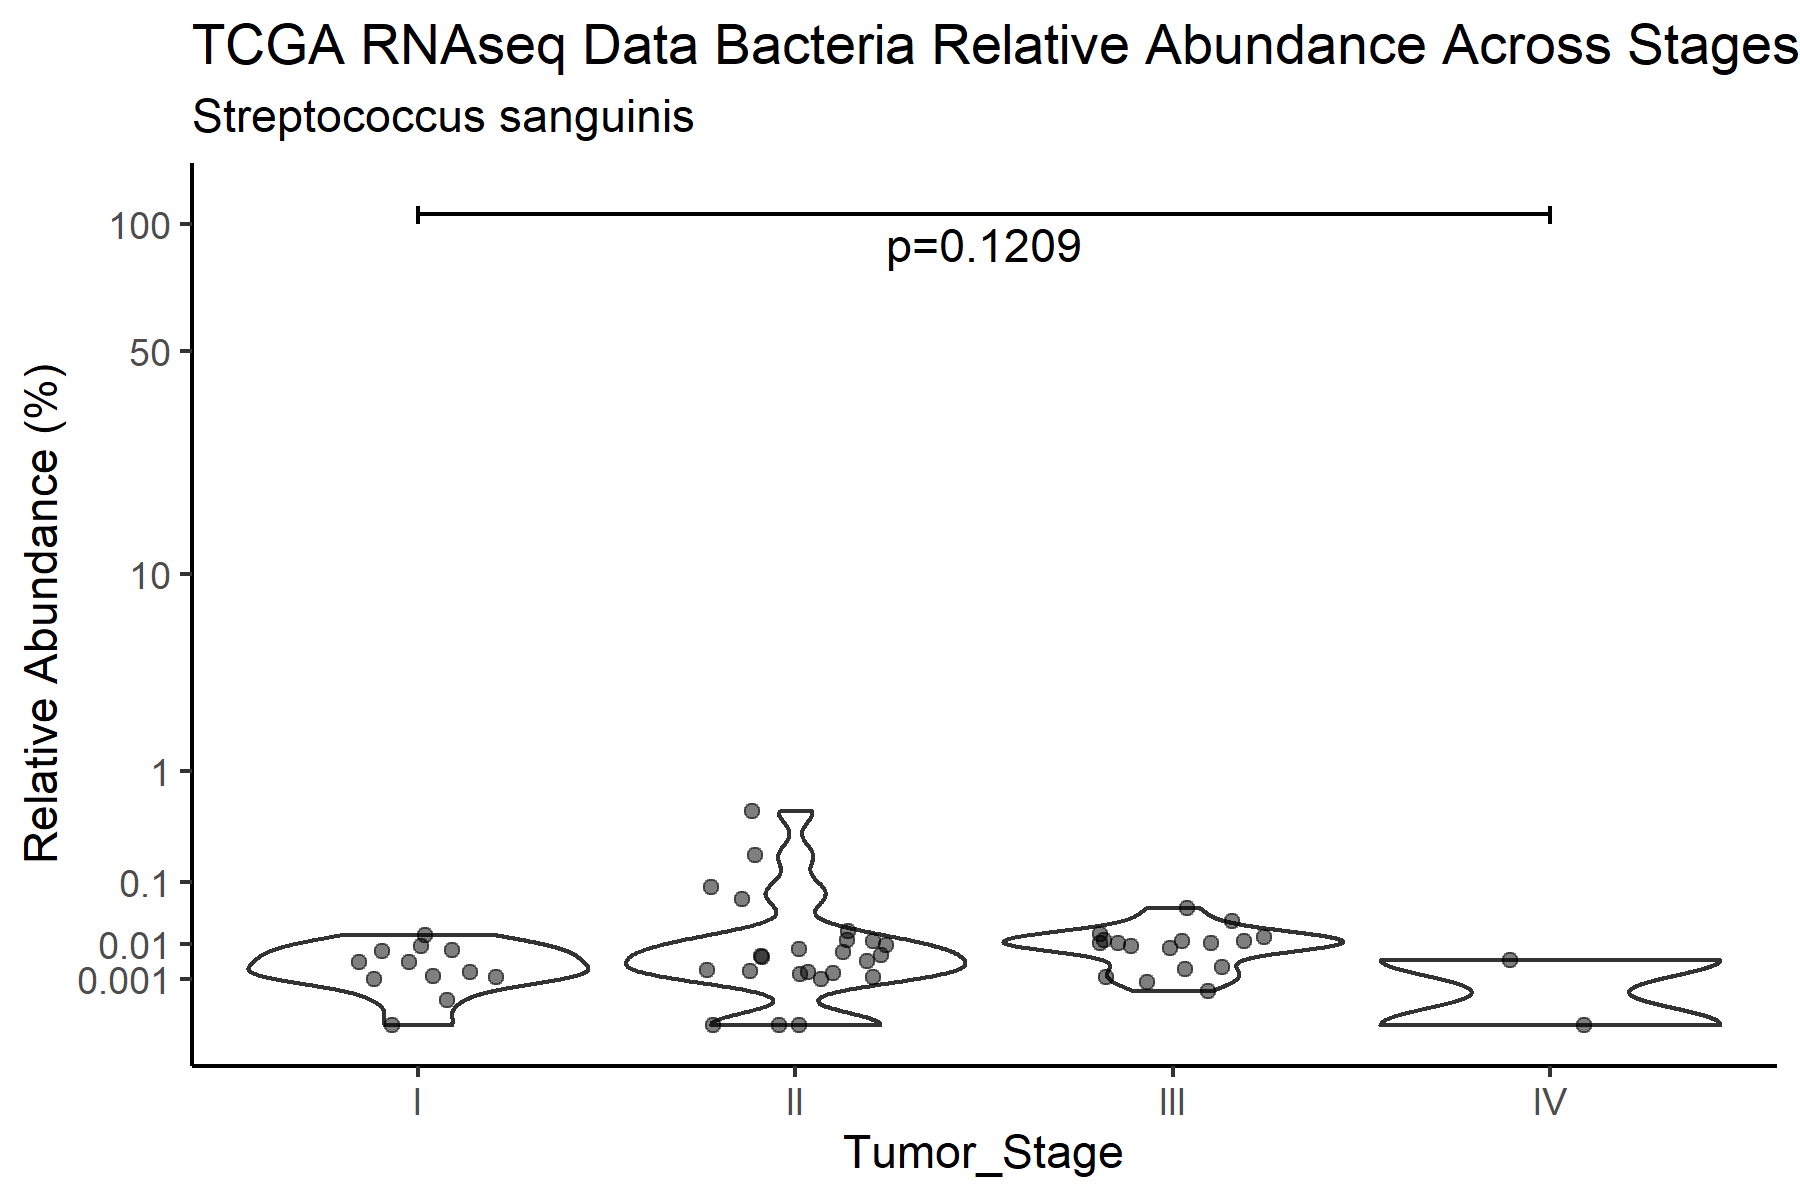 TCGA RNAseq Data Bacteria Relative Abundance Across Stages
Streptococcus sanguinis
p=0.1209
Relative Abundance (%)
100
50
10
1
0.1
0.01
0.001
I
II
III
IV
Tumor_Stage